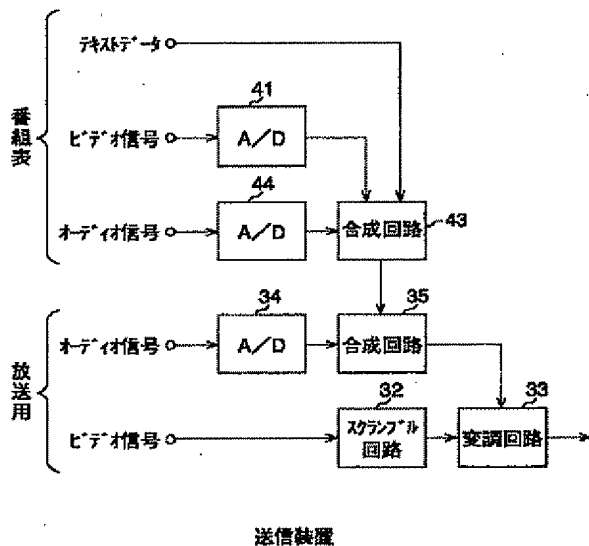 テキストデータ
41
番組表
ビデオ信号
A/D
44
オーディオ信号
A/D
合成回路
43
34
35
放送用
オーディオ信号
A/D
合成回路
32
33
ビデオ信号
スクランブル
回路
変調回路
送信装置